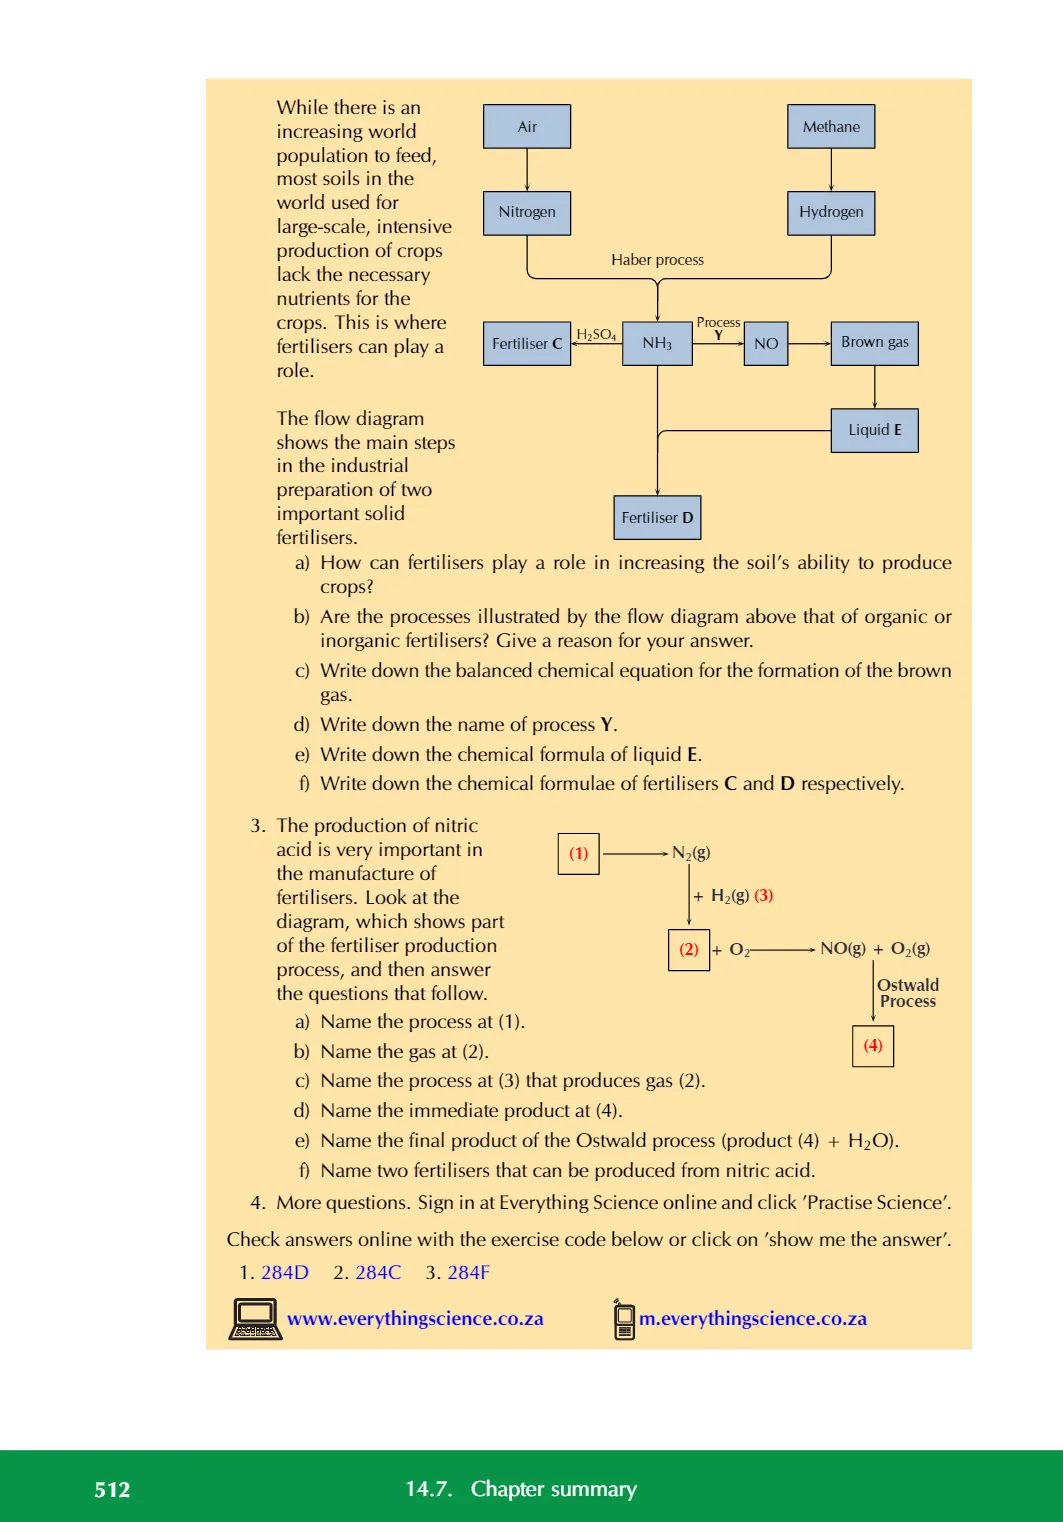 While there is an
increasing world
population to feed,
most soils in the
world used for
large-scale, intensive
production of crops
lack the necessary
nutrients for the
crops. This is where
fertilisers can play a
role.
The flow diagram
shows the main steps
in the industrial
preparation of two
important solid
fertilisers.
Air
Methane
Nitrogen
Hydrogen
Haber process
Fertiliser C
H₂SO₄
NH₃
Process
Y
NO
Brown gas
Liquid E
Fertiliser D
a) How can fertilisers play a role in increasing the soil's ability to produce
crops?
b) Are the processes illustrated by the flow diagram above that of organic or
inorganic fertilisers? Give a reason for your answer.
c) Write down the balanced chemical equation for the formation of the brown
gas.
d) Write down the name of process Y.
e) Write down the chemical formula of liquid E.
f) Write down the chemical formulae of fertilisers C and D respectively.
3. The production of nitric
acid is very important in
the manufacture of
fertilisers. Look at the
diagram, which shows part
of the fertiliser production
process, and then answer
the questions that follow.
(1)
N₂(g)
+ H₂(g) (3)
(2) + O₂
NO(g) + O₂(g)
Ostwald
Process
(4)
a) Name the process at (1).
b) Name the gas at (2).
c) Name the process at (3) that produces gas (2).
d) Name the immediate product at (4).
e) Name the final product of the Ostwald process (product (4) + H₂O).
f) Name two fertilisers that can be produced from nitric acid.
4. More questions. Sign in at Everything Science online and click 'Practise Science'.
Check answers online with the exercise code below or click on 'show me the answer'.
1. 284D 2. 284C 3. 284F
www.everythingscience.co.za
m.everythingscience.co.za
512
14.7. Chapter summary